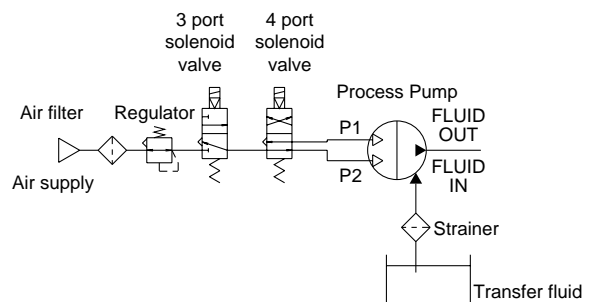 3 port
solenoid
valve
4 port
solenoid
valve
Process Pump
Air filter
Regulator
P1
FLUID
OUT
Air supply
P2
FLUID
IN
Strainer
Transfer fluid